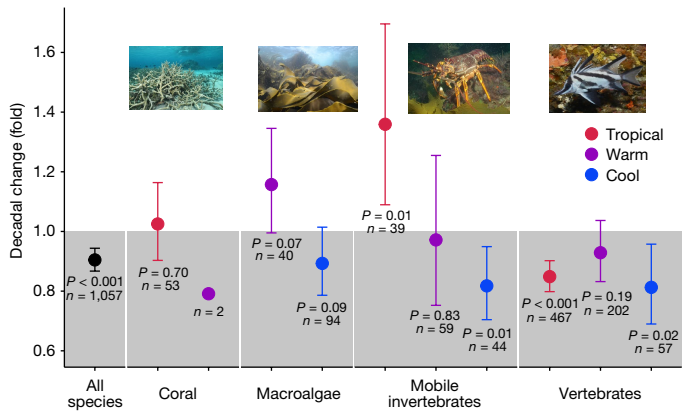 Decadal change (fold)
1.6
1.4
1.2
1.0
0.8
0.6
Tropical
Warm
Cool
P < 0.001
n = 1,057
P = 0.70
n = 53
n = 2
P = 0.07
n = 40
P = 0.09
n = 94
P = 0.01
n = 39
P = 0.83
n = 59
P = 0.01
n = 44
P < 0.001
n = 467
P = 0.19
n = 202
P = 0.02
n = 57
All
species
Coral
Macroalgae
Mobile
invertebrates
Vertebrates